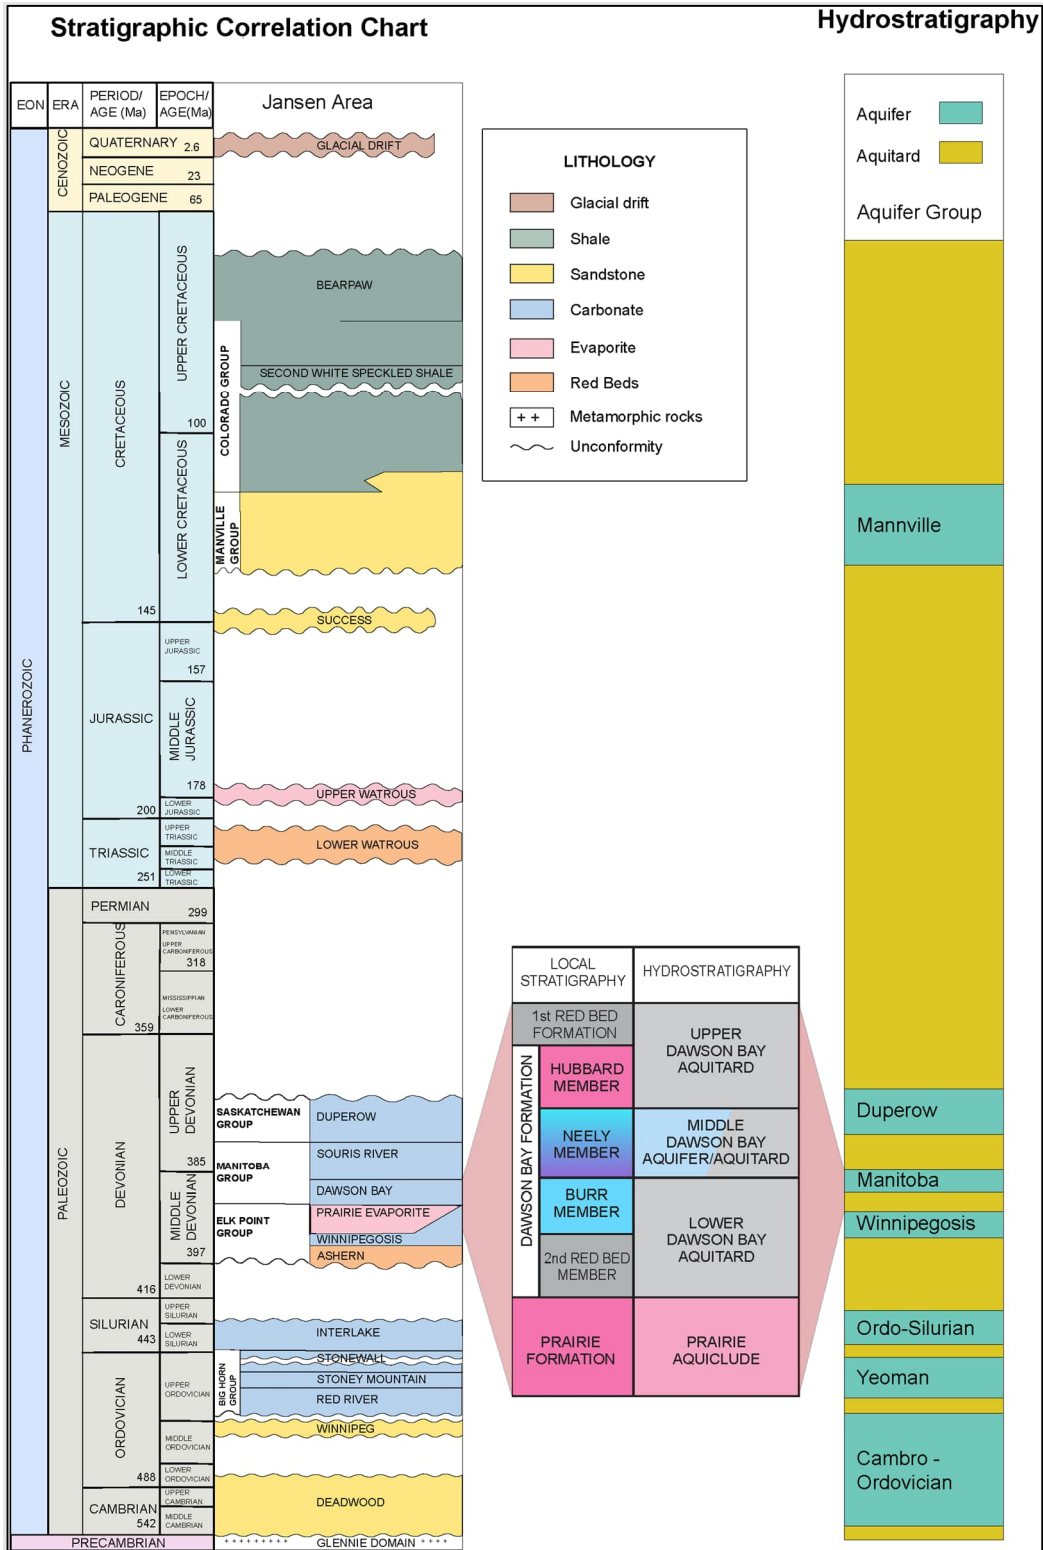 Stratigraphic Correlation Chart
Hydrostratigraphy
EON
ERA
PERIOD/
AGE (Ma)
EPOCH/
AGE(Ma)
Jansen Area
PHANEROZOIC
CENOZOIC
QUATERNARY 2.6
NEOGENE
23
PALEOGENE 65
MESOZOIC
CRETACEOUS
145
UPPER CRETACEOUS
100
LOWER CRETACEOUS
JURASSIC
200
UPPER
JURASSIC
157
MIDDLE
JURASSIC
178
LOWER
JURASSIC
TRIASSIC
251
UPPER
TRIASSIC
MIDDLE
TRIASSIC
LOWER
TRIASSIC
PALEOZOIC
PERMIAN
299
CARONIFEROUS
359
PENSYLVANIAN
UPPER
CARBONIFEROUS
318
MISSISSIPPIAN
LOWER
CARBONIFEROUS
DEVONIAN
416
UPPER
DEVONIAN
385
MIDDLE
DEVONIAN
397
LOWER
DEVONIAN
SILURIAN
443
UPPER
SILURIAN
LOWER
SILURIAN
ORDOVICIAN
488
UPPER
ORDOVICIAN
MIDDLE
ORDOVICIAN
LOWER
ORDOVICIAN
CAMBRIAN
542
UPPER
CAMBRIAN
MIDDLE
CAMBRIAN
PRECAMBRIAN
GLACIAL DRIFT
BEARPAW
COLORADO GROUP
SECOND WHITE SPECKLED SHALE
MANVILLE
GROUP
SUCCESS
UPPER WATROUS
LOWER WATROUS
SASKATCHEWAN
GROUP
DUPEROW
MANITOBA
GROUP
SOURIS RIVER
DAWSON BAY
ELK POINT
GROUP
PRAIRIE EVAPORITE
WINNIPEGOSIS
ASHERN
INTERLAKE
BIG HORN
GROUP
STONEWALL
STONEY MOUNTAIN
RED RIVER
WINNIPEG
DEADWOOD
+++++++++ GLENNIE DOMAIN ++++
LITHOLOGY
Glacial drift
Shale
Sandstone
Carbonate
Evaporite
Red Beds
++ Metamorphic rocks
Unconformity
LOCAL
STRATIGRAPHY
HYDROSTRATIGRAPHY
1st RED BED
FORMATION
DAWSON BAY FORMATION
HUBBARD
MEMBER
NEELY
MEMBER
BURR
MEMBER
2nd RED BED
MEMBER
PRAIRIE
FORMATION
UPPER
DAWSON BAY
AQUITARD
MIDDLE
DAWSON BAY
AQUIFER/AQUITARD
LOWER
DAWSON BAY
AQUITARD
PRAIRIE
AQUICLUDE
Aquifer
Aquitard
Aquifer Group
Mannville
Duperow
Manitoba
Winnipegosis
Ordo-Silurian
Yeoman
Cambro -
Ordovician